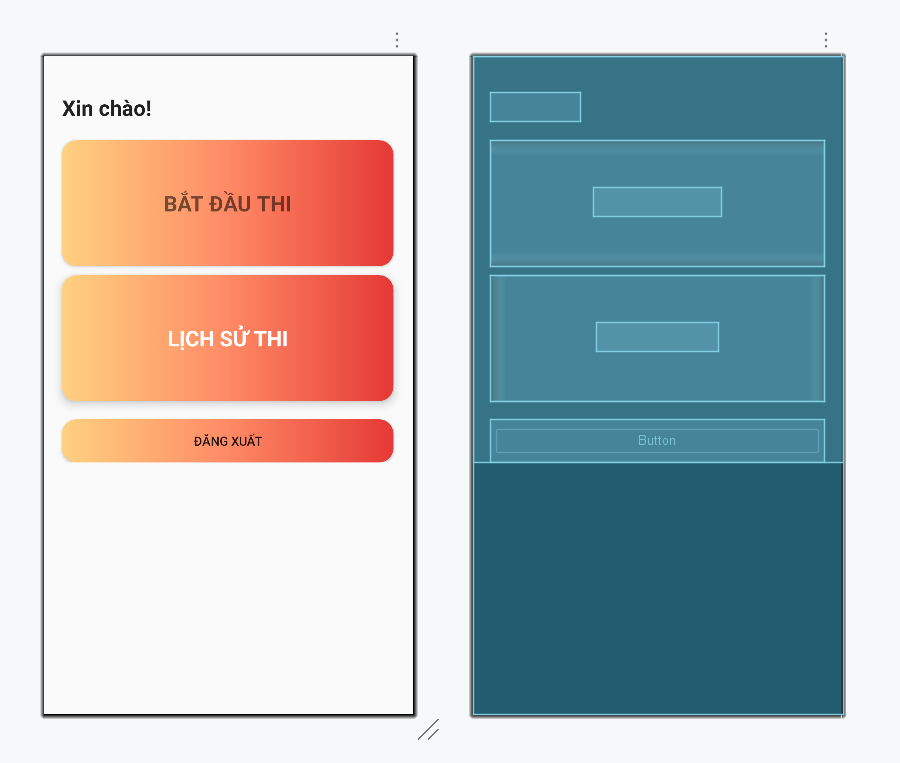 Xin chào!
BẮT ĐẦU THI
LỊCH SỬ THI
ĐĂNG XUẤT
Button